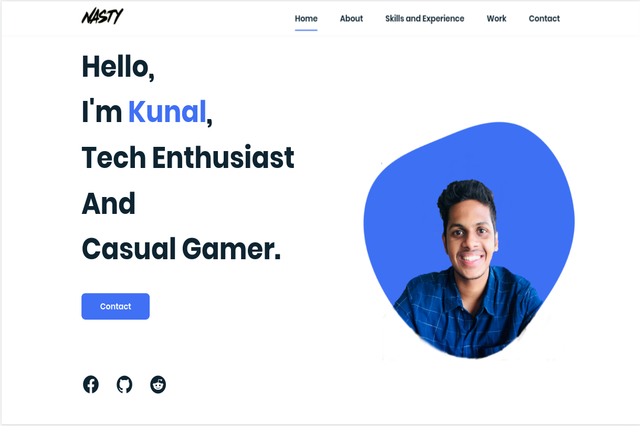 NASTY
Home About Skills and Experience Work Contact
Hello,
I'm Kunal,
Tech Enthusiast
And
Casual Gamer.
Contact